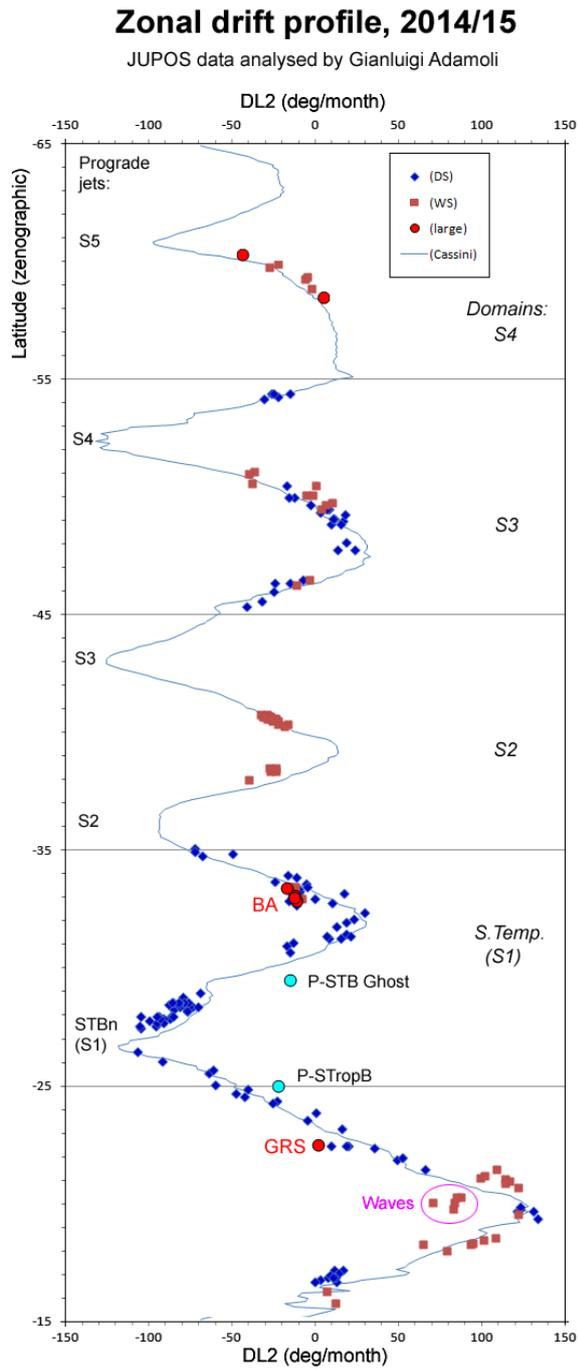 Zonal drift profile, 2014/15
JUPOS data analysed by Gianluigi Adamoli
DL2 (deg/month)
-150 -100 -50 0 50 100 150
-65
Prograde
jets:
(DS)
(WS)
(large)
(Cassini)
Latitude (zenographic)
S5
Domains:
S4
-55
S4
S3
-45
S3
S2
S2
-35
BA
S.Temp.
(S1)
P-STB Ghost
STBn
(S1)
P-STropB
-25
GRS
Waves
-15
-150 -100 -50 0 50 100 150
DL2 (deg/month)